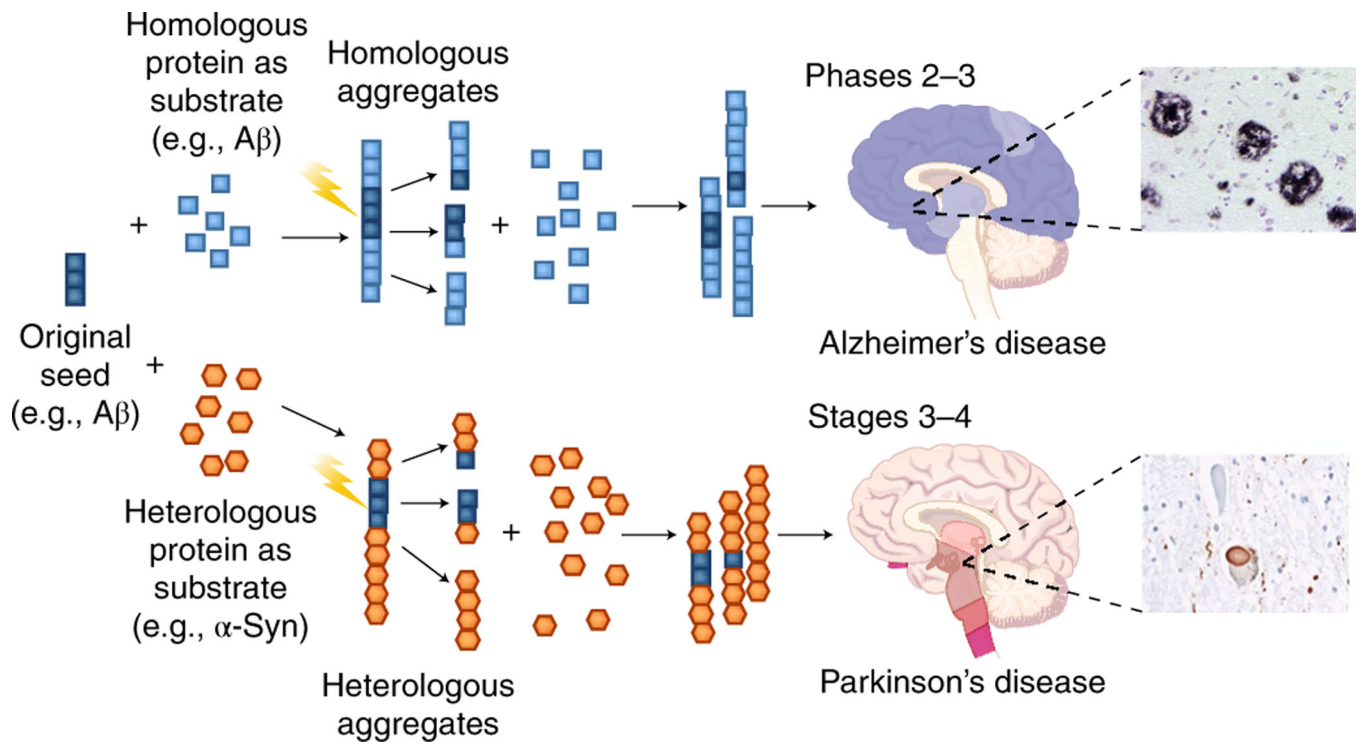 Homologous
protein as
substrate
(e.g., Aβ)
Homologous
aggregates
Phases 2–3
+
+
Original
seed
(e.g., Aβ)
Alzheimer's disease
+
Stages 3–4
+
Heterologous
protein as
substrate
(e.g., α-Syn)
Heterologous
aggregates
Parkinson's disease